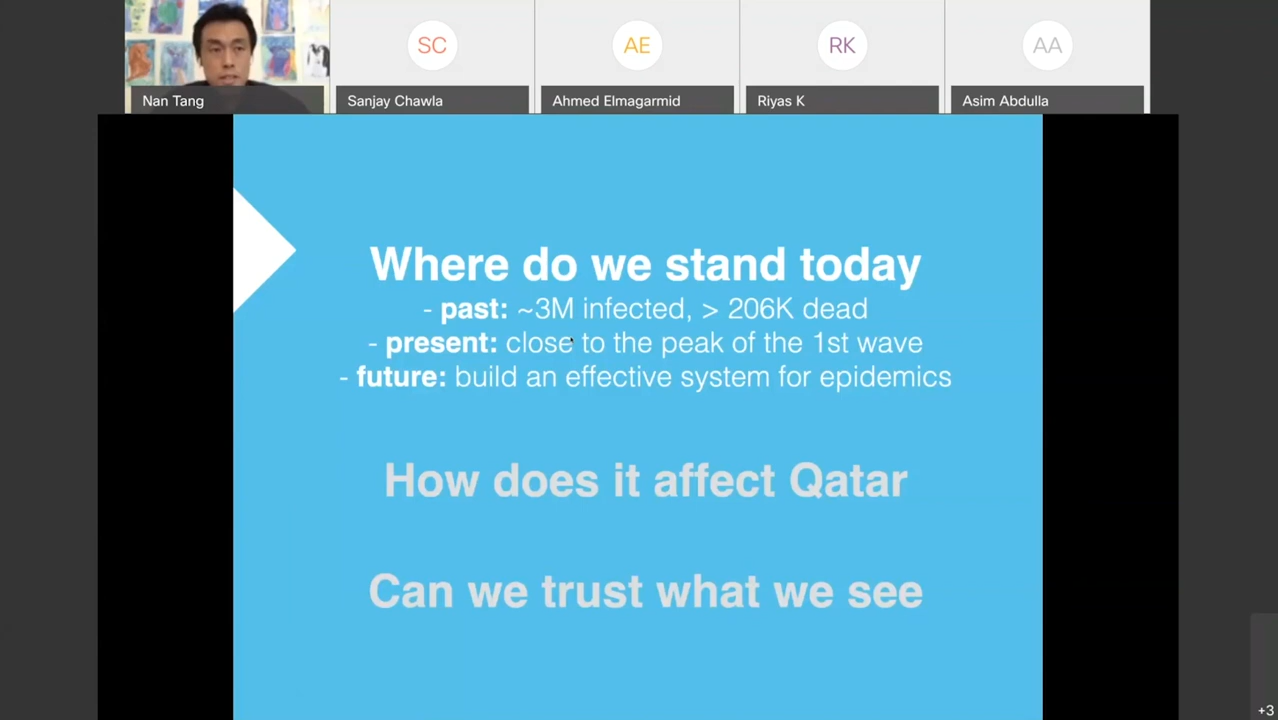 SC
AE
RK
AA
Nan Tang
Sanjay Chawla
Ahmed Elmagarmid
Riyas K
Asim Abdulla
Where do we stand today
- past: ~3M infected, > 206K dead
- present: close to the peak of the 1st wave
- future: build an effective system for epidemics
How does it affect Qatar
Can we trust what we see
+3